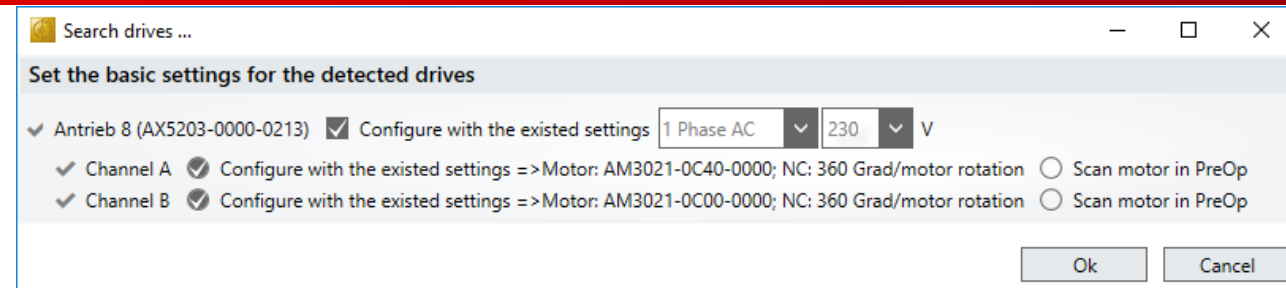 Search drives ...
Set the basic settings for the detected drives
Antrieb 8 (AX5203-0000-0213) Configure with the existed settings 1 Phase AC 230 V
Channel A Configure with the existed settings =>Motor: AM3021-0C40-0000; NC: 360 Grad/motor rotation Scan motor in PreOp
Channel B Configure with the existed settings =>Motor: AM3021-0C00-0000; NC: 360 Grad/motor rotation Scan motor in PreOp
Ok Cancel